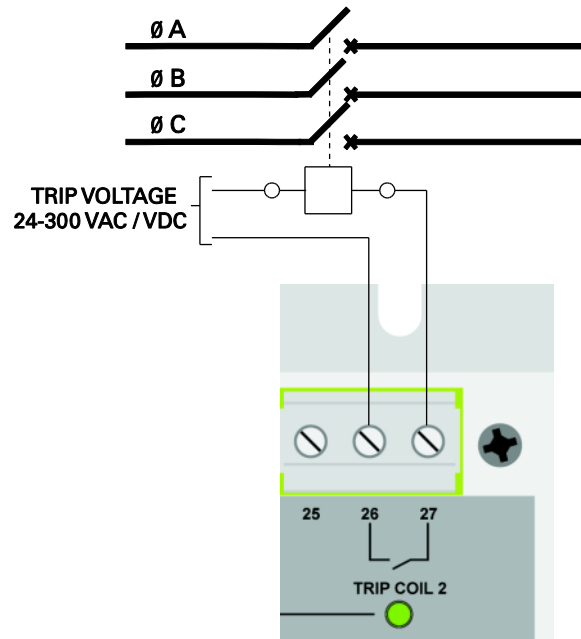 Ø A
Ø B
Ø C
TRIP VOLTAGE
24-300 VAC / VDC
25 26 27
TRIP COIL 2